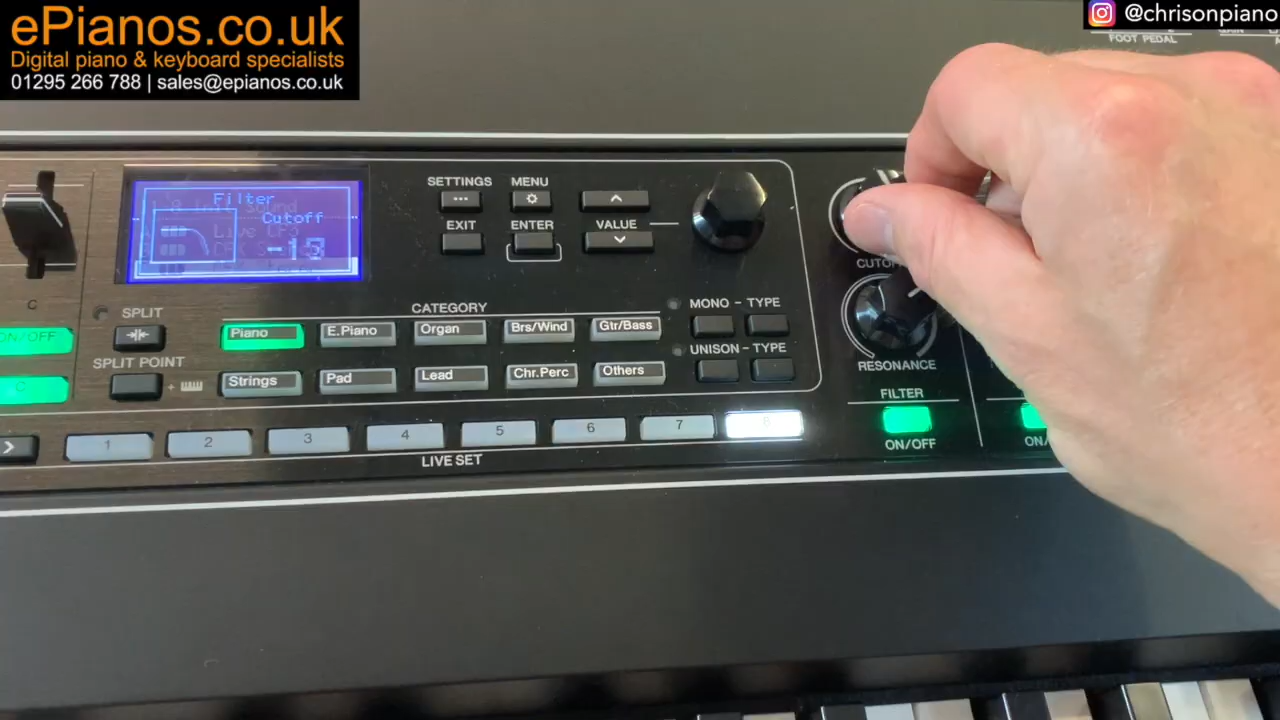 ePianos.co.uk
Digital piano & keyboard specialists
01295 266 788 | sales@epianos.co.uk
@chrisonpiano
FOOT PEDAL
Filter
Cutoff
SETTINGS
MENU
EXIT
ENTER
VALUE
C
ON/OFF
C
SPLIT
SPLIT POINT
CATEGORY
Piano
E.Piano
Organ
Brs/Wind
Gtr/Bass
Strings
Pad
Lead
Chr.Perc
Others
MONO - TYPE
UNISON - TYPE
RESONANCE
FILTER
ON/OFF
1
2
3
4
5
6
7
8
LIVE SET